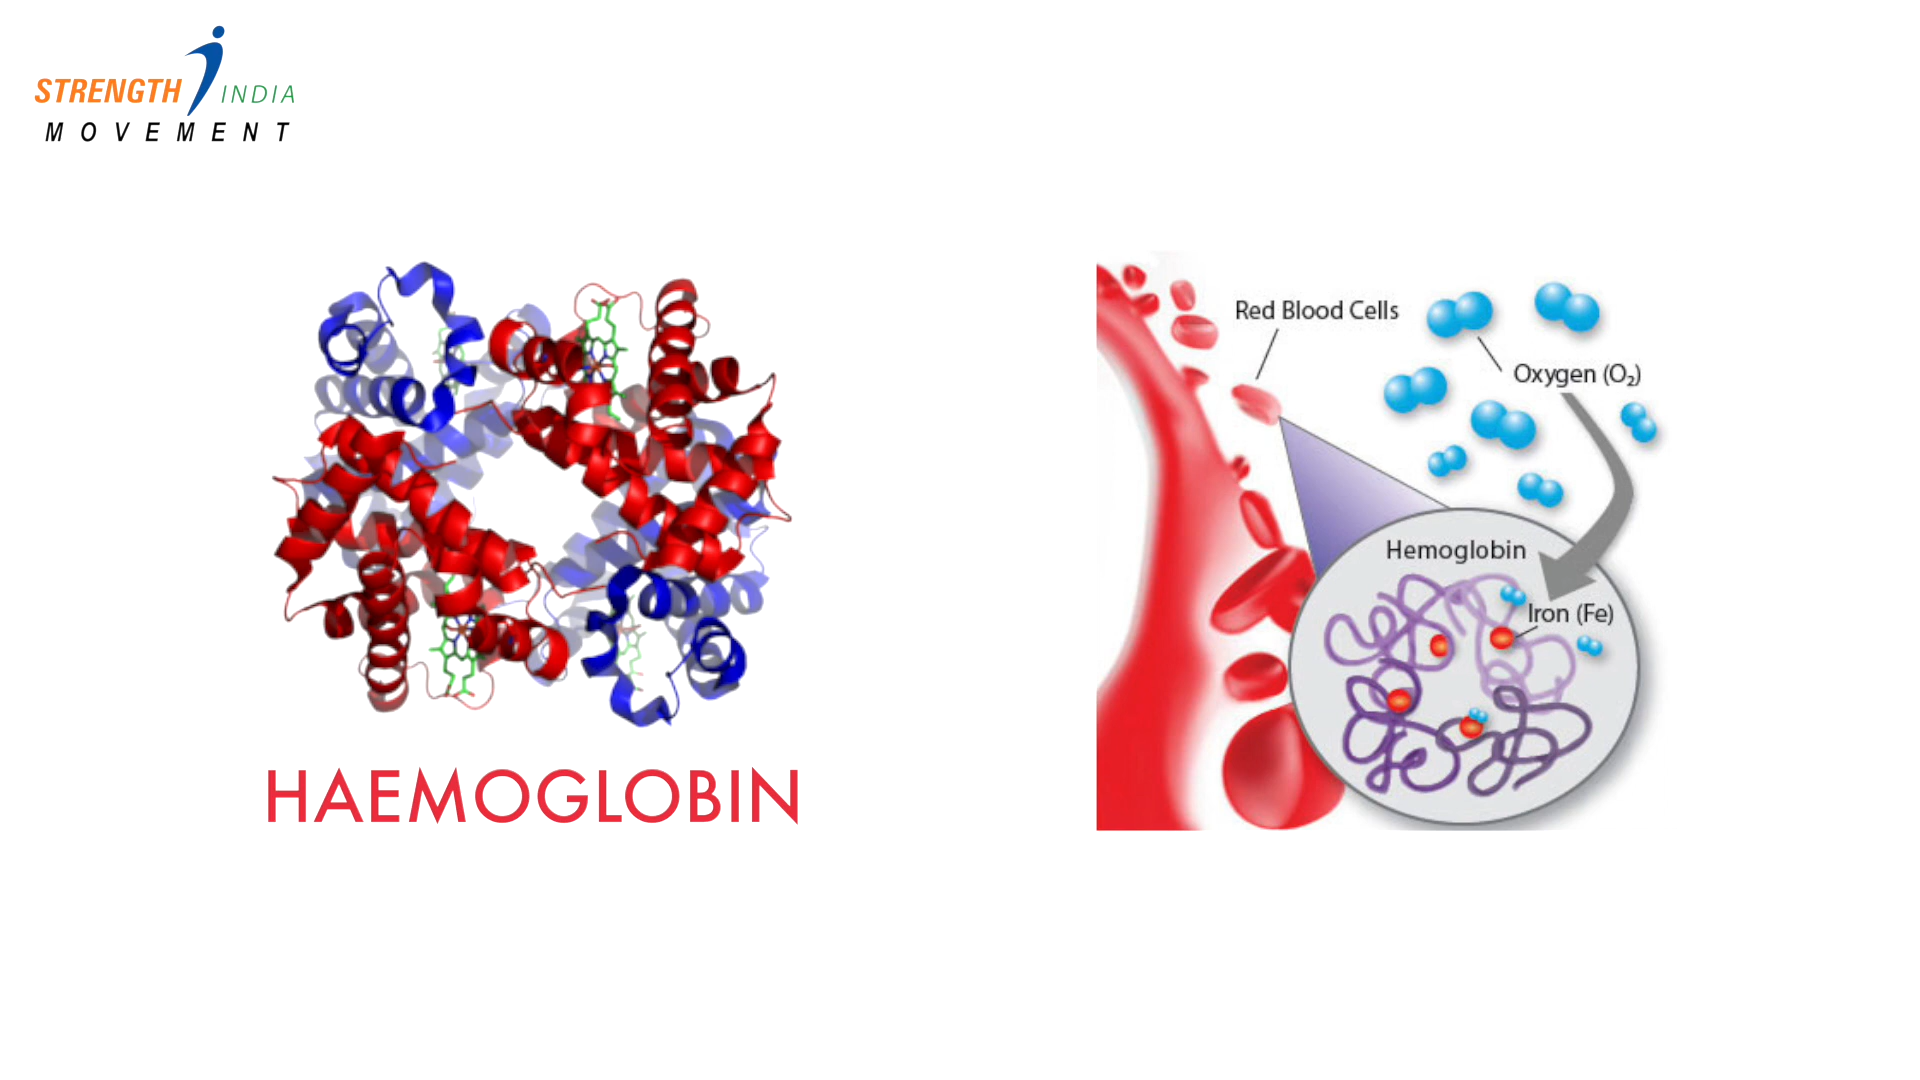 STRENGTH INDIA
MOVEMENT
HAEMOGLOBIN
Red Blood Cells
Oxygen (O₂)
Hemoglobin
Iron (Fe)